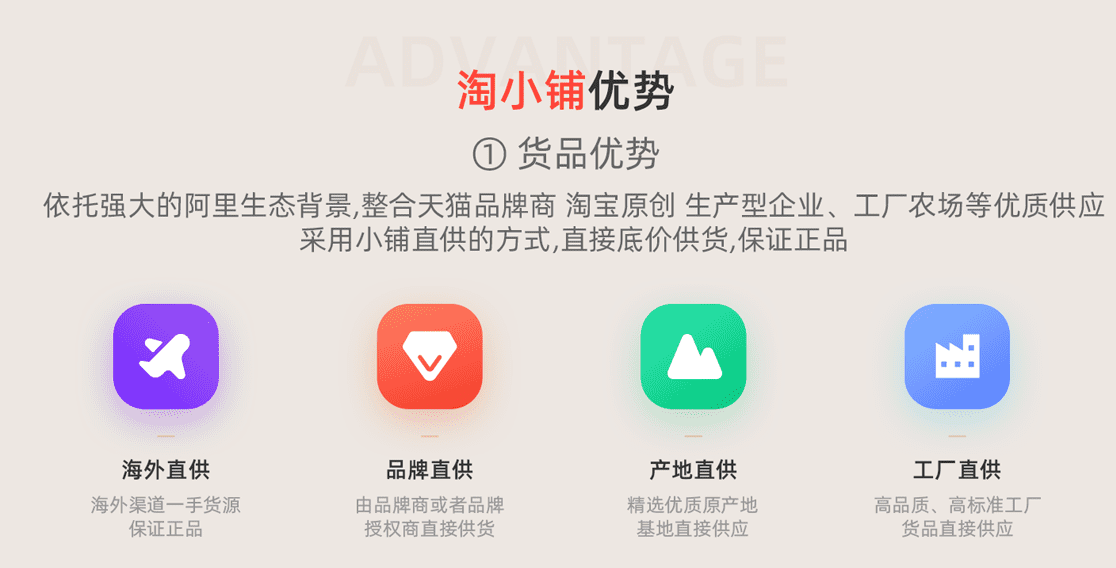 ADVANTAGE
淘小铺优势
① 货品优势
依托强大的阿里生态背景,整合天猫品牌商 淘宝原创 生产型企业、工厂农场等优质供应
采用小铺直供的方式,直接底价供货,保证正品
海外直供
海外渠道一手货源
保证正品
品牌直供
由品牌商或者品牌
授权商直接供货
产地直供
精选优质原产地
基地直接供应
工厂直供
高品质、高标准工厂
货品直接供应